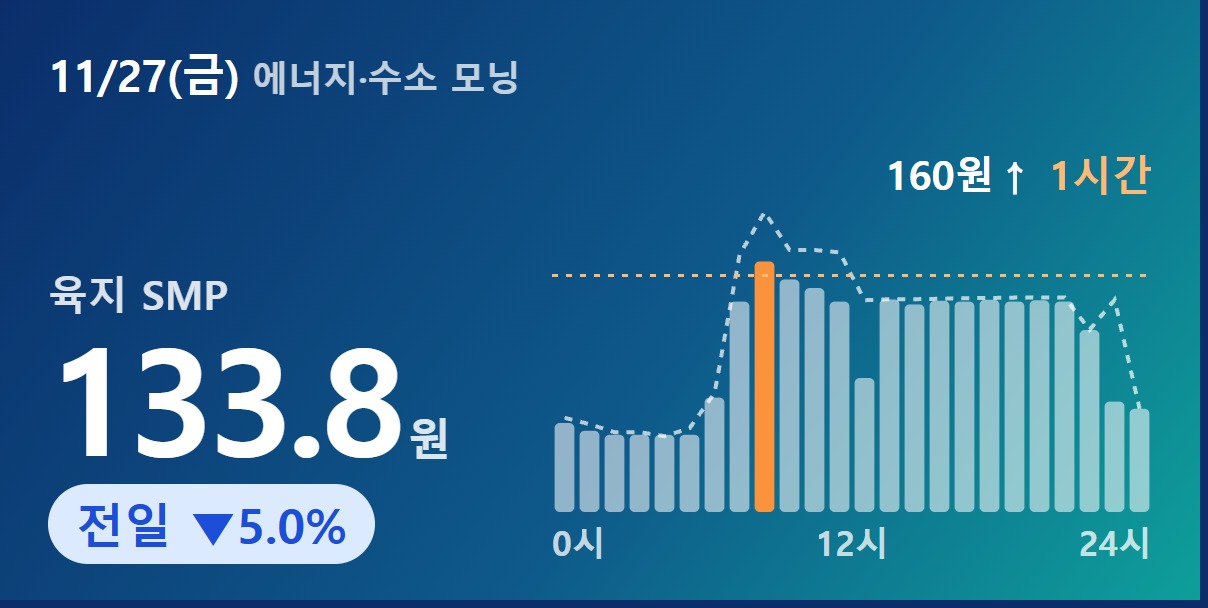 11/27(금) 에너지·수소 모닝
160원↑ 1시간
육지 SMP
133.8원
전일 ▼5.0%
0시 12시 24시